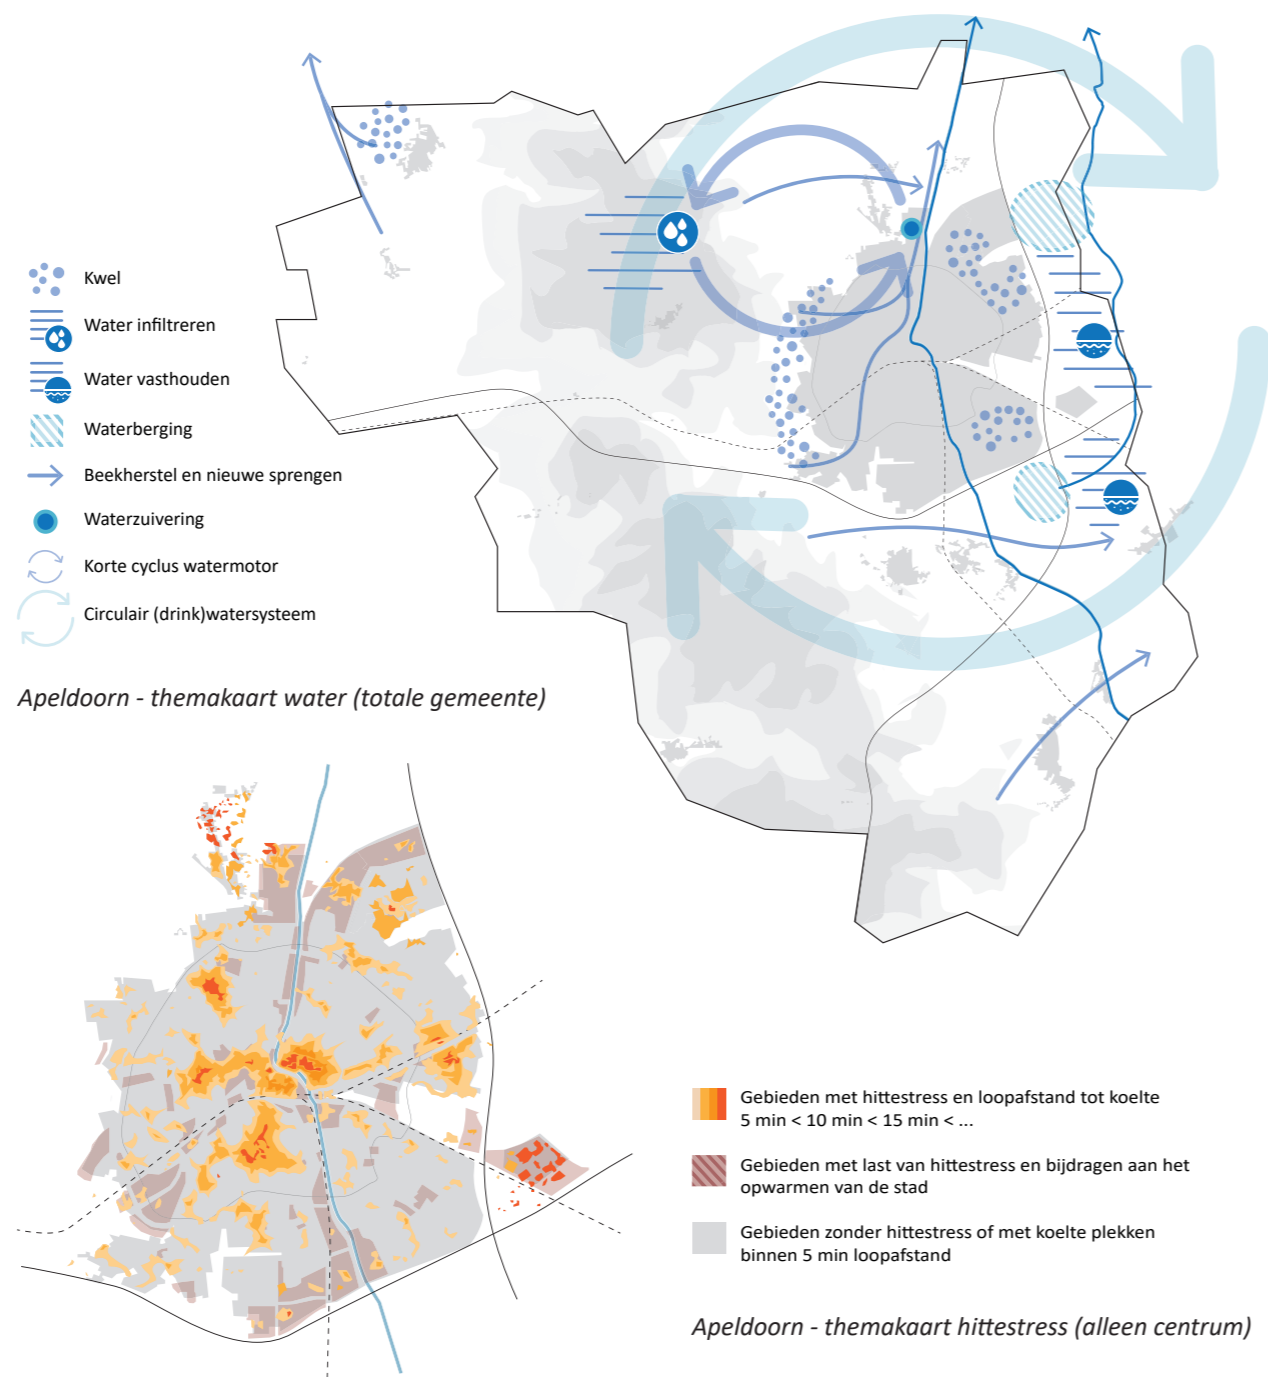 Kwel
Water infiltreren
Water vasthouden
Waterberging
Beekherstel en nieuwe sprengen
Waterzuivering
Korte cyclus watermotor
Circulair (drink)watersysteem
Apeldoorn - themakaart water (totale gemeente)
Gebieden met hittestress en loopafstand tot koelte
5 min < 10 min < 15 min < ...
Gebieden met last van hittestress en bijdragen aan het
opwarmen van de stad
Gebieden zonder hittestress of met koelte plekken
binnen 5 min loopafstand
Apeldoorn - themakaart hittestress (alleen centrum)